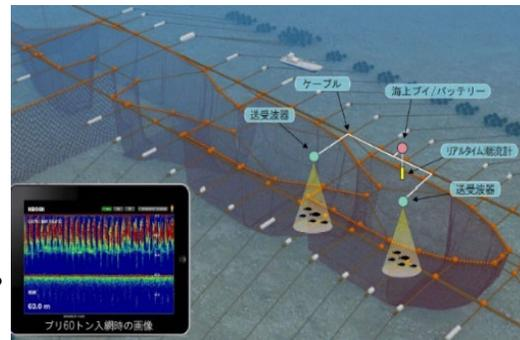 ケーブル
海上ブイ/バッテリー
送受波器
リアルタイム潮流計
送受波器
63.0 m
ブリ60トン入網時の画像